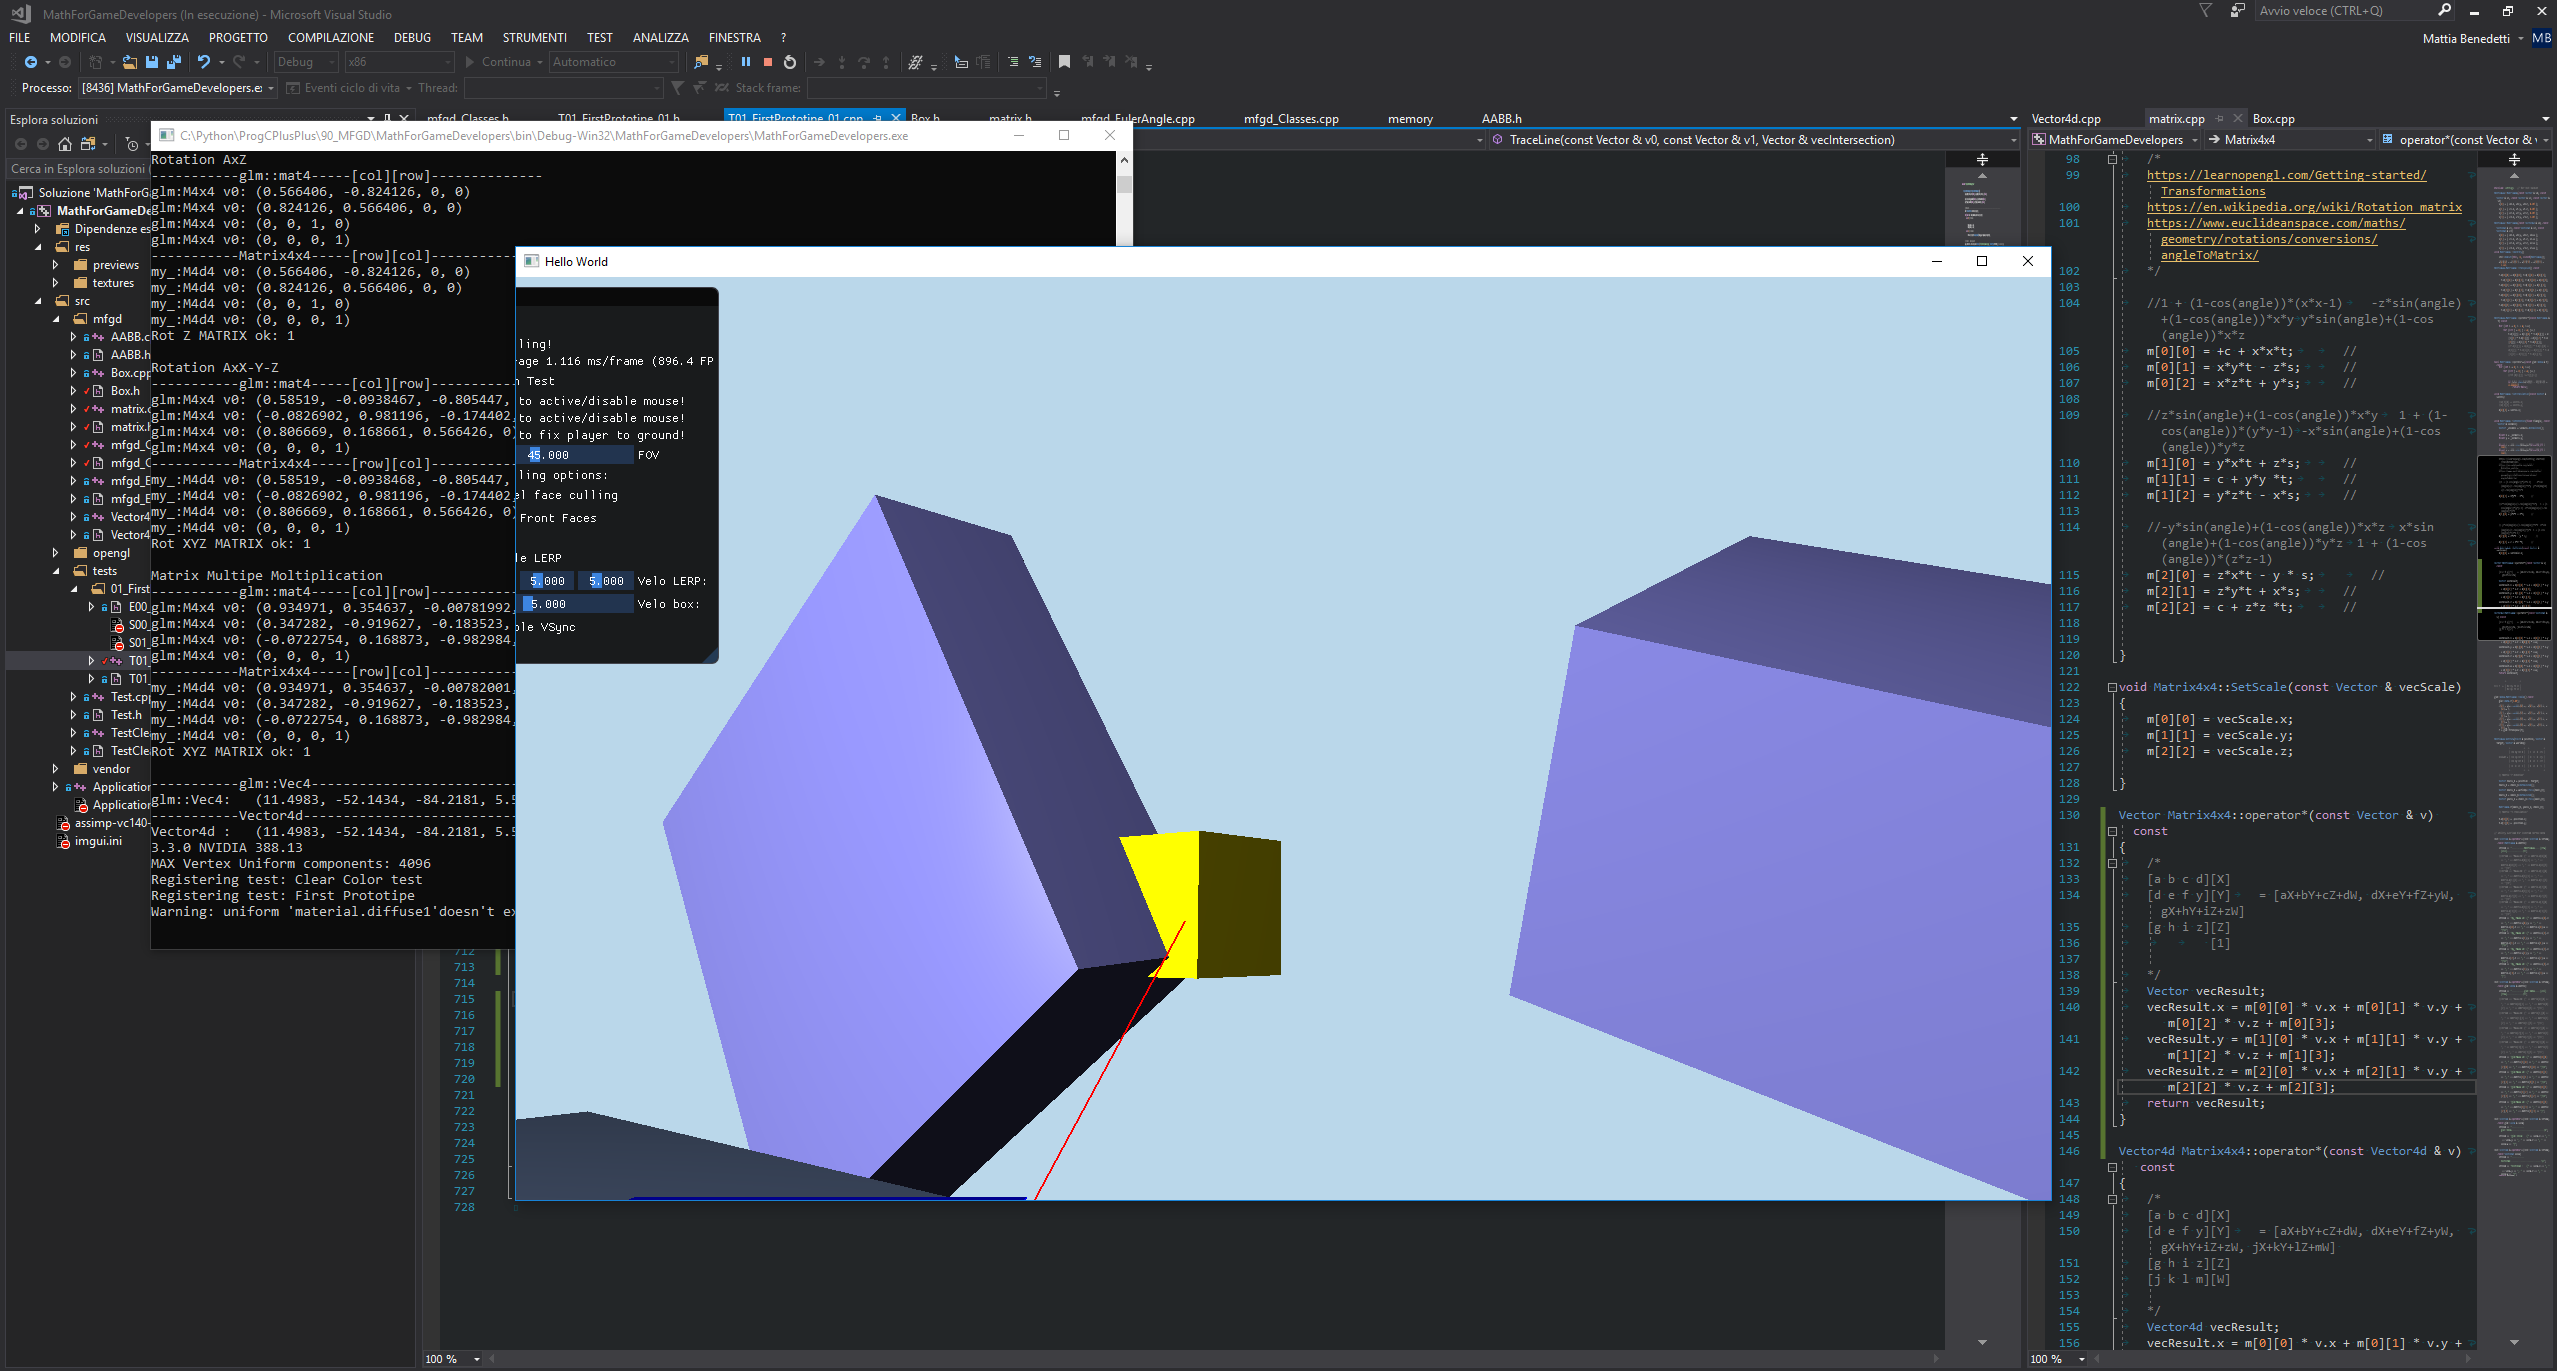 MathForGameDevelopers (In esecuzione) - Microsoft Visual Studio
Avvio veloce (CTRL+Q)
FILE MODIFICA VISUALIZZA PROGETTO COMPILAZIONE DEBUG TEAM STRUMENTI TEST ANALIZZA FINESTRA ?
Mattia Benedetti MB
Debug x86 Continua Automatico
Processo: [8436] MathForGameDevelopers.e Eventi ciclo di vita Thread: Stack frame:
Esplora soluzioni
Cerca in Esplora soluzioni
Soluzione 'MathForG
MathForGameDe
Dipendenze es
res
previews
textures
src
mfgd
AABB.c
AABB.h
Box.cpp
Box.h
matrix.c
matrix.h
mfgd_C
mfgd_C
mfgd_E
mfgd_E
Vector4
Vector4
opengl
tests
01_First
E00_
S00_
S01_
T01_
T01_
Test.cpp
Test.h
TestCle
TestCle
vendor
Application
Application
assimp-vc140-
imgui.ini
mfgd_Classes.h T01_FirstPrototipe_01.h T01_FirstPrototipe_01.cpp Box.h matrix.h mfgd_EulerAngle.cpp mfgd_Classes.cpp memory AABB.h
TraceLine(const Vector & v0, const Vector & v1, Vector & vecIntersection)
C:\Python\ProgCPlusPlus\90_MFGD\MathForGameDevelopers\bin\Debug-Win32\MathForGameDevelopers\MathForGameDevelopers.exe
Rotation AxZ
-----------glm::mat4-----[col][row]--------------
glm:M4x4 v0: (0.566406, -0.824126, 0, 0)
glm:M4x4 v0: (0.824126, 0.566406, 0, 0)
glm:M4x4 v0: (0, 0, 1, 0)
glm:M4x4 v0: (0, 0, 0, 1)
-----------Matrix4x4-----[row][col]-----------
my_:M4d4 v0: (0.566406, -0.824126, 0, 0)
my_:M4d4 v0: (0.824126, 0.566406, 0, 0)
my_:M4d4 v0: (0, 0, 1, 0)
my_:M4d4 v0: (0, 0, 0, 1)
Rot Z MATRIX ok: 1
Rotation AxX-Y-Z
-----------glm::mat4-----[col][row]-----------
glm:M4x4 v0: (0.58519, -0.0938467, -0.805447,
glm:M4x4 v0: (-0.0826902, 0.981196, -0.174402,
glm:M4x4 v0: (0.806669, 0.168661, 0.566426, 0)
glm:M4x4 v0: (0, 0, 0, 1)
-----------Matrix4x4-----[row][col]-----------
my_:M4d4 v0: (0.58519, -0.0938468, -0.805447,
my_:M4d4 v0: (-0.0826902, 0.981196, -0.174402,
my_:M4d4 v0: (0.806669, 0.168661, 0.566426, 0)
my_:M4d4 v0: (0, 0, 0, 1)
Rot XYZ MATRIX ok: 1
Matrix Multipe Moltiplication
-----------glm::mat4-----[col][row]-----------
glm:M4x4 v0: (0.934971, 0.354637, -0.00781992,
glm:M4x4 v0: (0.347282, -0.919627, -0.183523,
glm:M4x4 v0: (-0.0722754, 0.168873, -0.982984,
glm:M4x4 v0: (0, 0, 0, 1)
-----------Matrix4x4-----[row][col]-----------
my_:M4d4 v0: (0.934971, 0.354637, -0.00782001,
my_:M4d4 v0: (0.347282, -0.919627, -0.183523,
my_:M4d4 v0: (-0.0722754, 0.168873, -0.982984,
my_:M4d4 v0: (0, 0, 0, 1)
Rot XYZ MATRIX ok: 1
-----------glm::Vec4--------------------------
glm::Vec4: (11.4983, -52.1434, -84.2181, 5.5
-----------Vector4d---------------------------
Vector4d : (11.4983, -52.1434, -84.2181, 5.5
3.3.0 NVIDIA 388.13
MAX Vertex Uniform components: 4096
Registering test: Clear Color test
Registering test: First Prototipe
Warning: uniform 'material.diffuse1'doesn't ex
Hello World
ling!
age 1.116 ms/frame (896.4 FP
n Test
to active/disable mouse!
to active/disable mouse!
to fix player to ground!
45.000 FOV
ling options:
el face culling
Front Faces
le LERP
5.000 5.000 Velo LERP:
5.000 Velo box:
ble VSync
712
713
714
715
716
717
718
719
720
721
722
723
724
725
726
727
728
100 %
Vector4d.cpp matrix.cpp Box.cpp
MathForGameDevelopers Matrix4x4 operator*(const Vector & v
98 /*
99 https://learnopengl.com/Getting-started/
Transformations
100 https://en.wikipedia.org/wiki/Rotation_matrix
101 https://www.euclideanspace.com/maths/
geometry/rotations/conversions/
angleToMatrix/
102 */
103
104 //1 + (1-cos(angle))*(x*x-1) -z*sin(angle)
+(1-cos(angle))*x*y y*sin(angle)+(1-cos
(angle))*x*z
105 m[0][0] = +c + x*x*t; //
106 m[0][1] = x*y*t - z*s; //
107 m[0][2] = x*z*t + y*s; //
108
109 //z*sin(angle)+(1-cos(angle))*x*y 1 + (1-
cos(angle))*(y*y-1) -x*sin(angle)+(1-cos
(angle))*y*z
110 m[1][0] = y*x*t + z*s; //
111 m[1][1] = c + y*y *t; //
112 m[1][2] = y*z*t - x*s; //
113
114 //-y*sin(angle)+(1-cos(angle))*x*z x*sin
(angle)+(1-cos(angle))*y*z 1 + (1-cos
(angle))*(z*z-1)
115 m[2][0] = z*x*t - y * s; //
116 m[2][1] = z*y*t + x*s; //
117 m[2][2] = c + z*z *t; //
118
119
120 }
121
122 void Matrix4x4::SetScale(const Vector & vecScale)
123 {
124 m[0][0] = vecScale.x;
125 m[1][1] = vecScale.y;
126 m[2][2] = vecScale.z;
127
128 }
129
130 Vector Matrix4x4::operator*(const Vector & v)
const
131 {
132 /*
133 [a b c d][X]
134 [d e f y][Y] = [aX+bY+cZ+dW, dX+eY+fZ+yW,
gX+hY+iZ+zW]
135 [g h i z][Z]
136 [1]
137
138 */
139 Vector vecResult;
140 vecResult.x = m[0][0] * v.x + m[0][1] * v.y +
m[0][2] * v.z + m[0][3];
141 vecResult.y = m[1][0] * v.x + m[1][1] * v.y +
m[1][2] * v.z + m[1][3];
142 vecResult.z = m[2][0] * v.x + m[2][1] * v.y +
m[2][2] * v.z + m[2][3];
143 return vecResult;
144 }
145
146 Vector4d Matrix4x4::operator*(const Vector4d & v)
const
147 {
148 /*
149 [a b c d][X]
150 [d e f y][Y] = [aX+bY+cZ+dW, dX+eY+fZ+yW,
gX+hY+iZ+zW, jX+kY+lZ+mW]
151 [g h i z][Z]
152 [j k l m][W]
153
154 */
155 Vector4d vecResult;
156 vecResult.x = m[0][0] * v.x + m[0][1] * v.y +
100 %